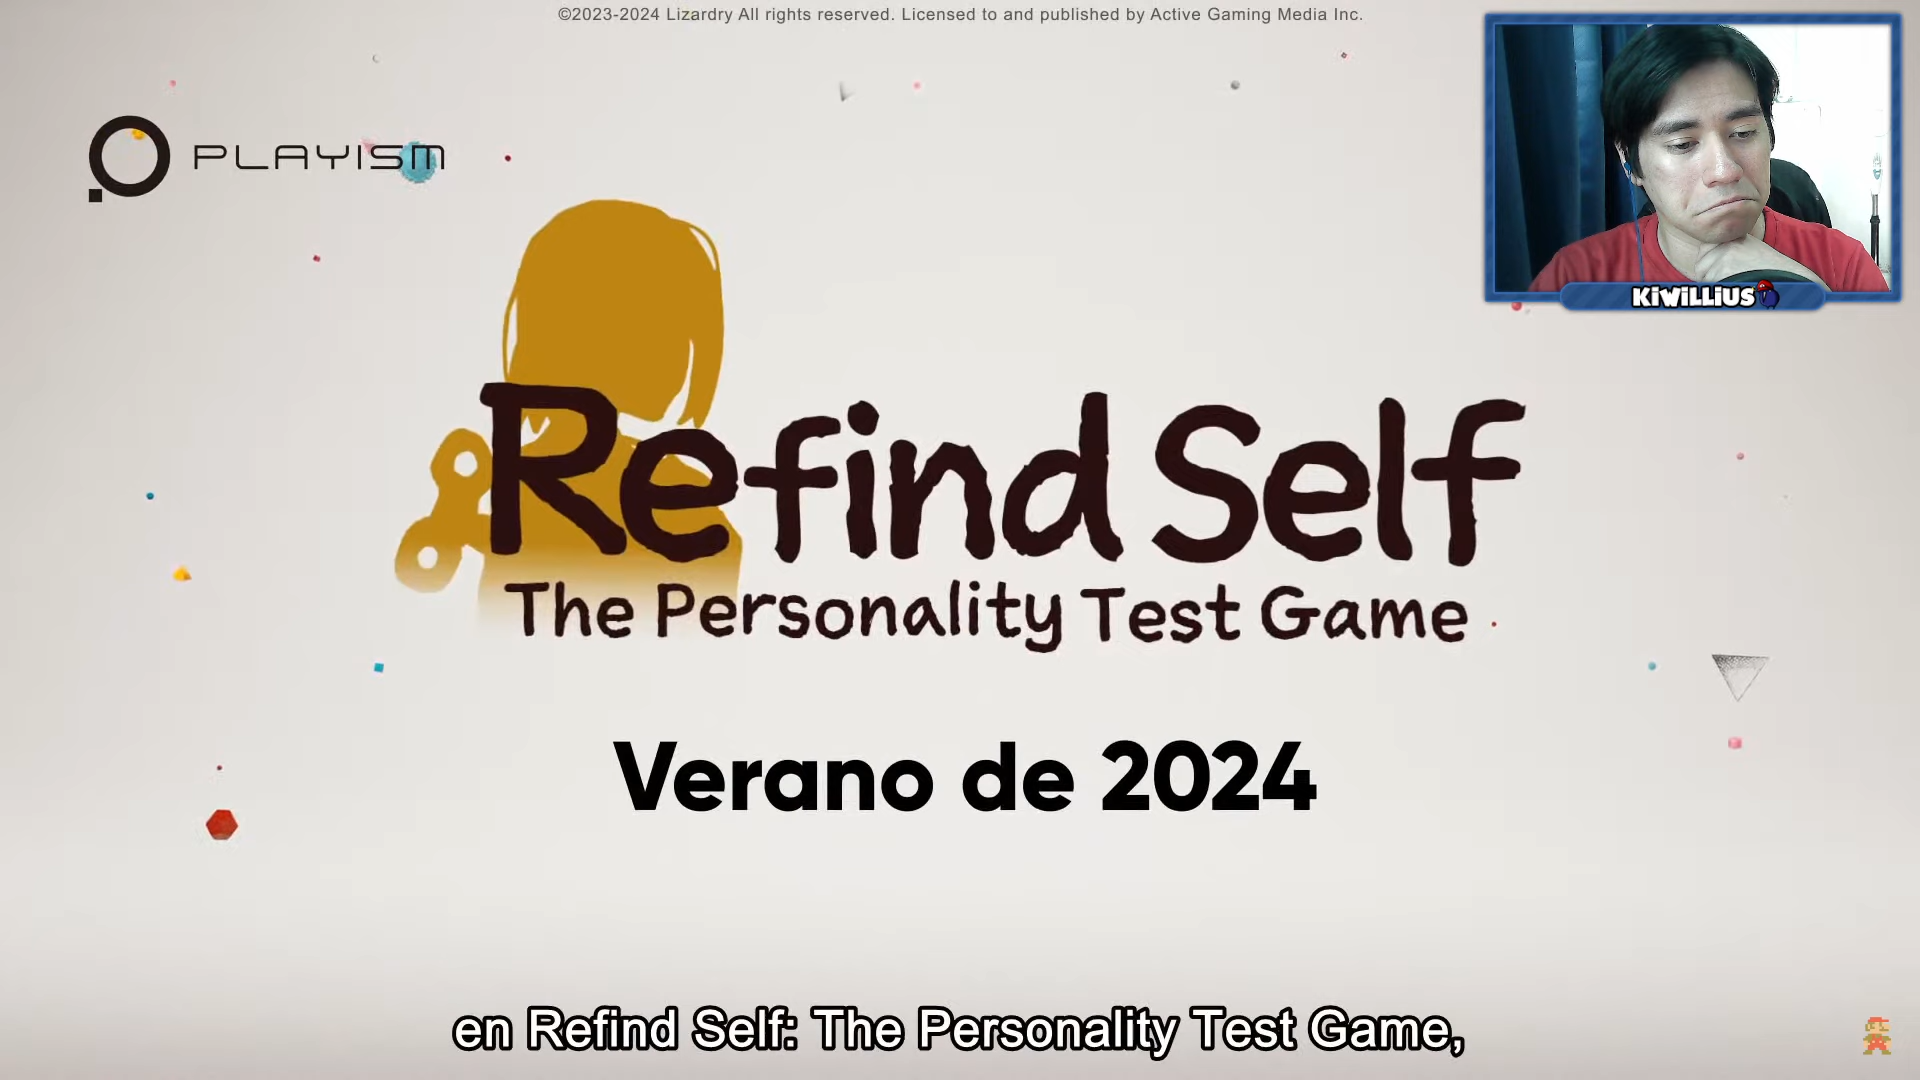 ©2023-2024 Lizardry All rights reserved. Licensed to and published by Active Gaming Media Inc.
PLAYISM
KiWiLLiUS
Refind Self
The Personality Test Game
Verano de 2024
en Refind Self: The Personality Test Game,